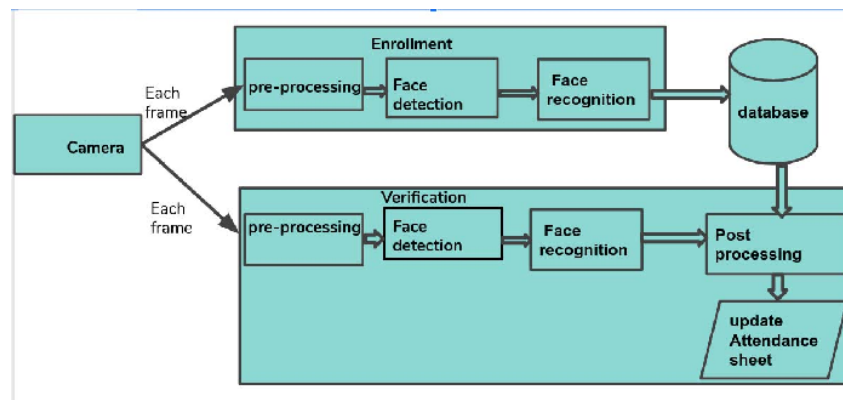 Enrollment
pre-processing
Face
detection
Face
recognition
database
Each
frame
Camera
Each
frame
Verification
pre-processing
Face
detection
Face
recognition
Post
processing
update
Attendance
sheet